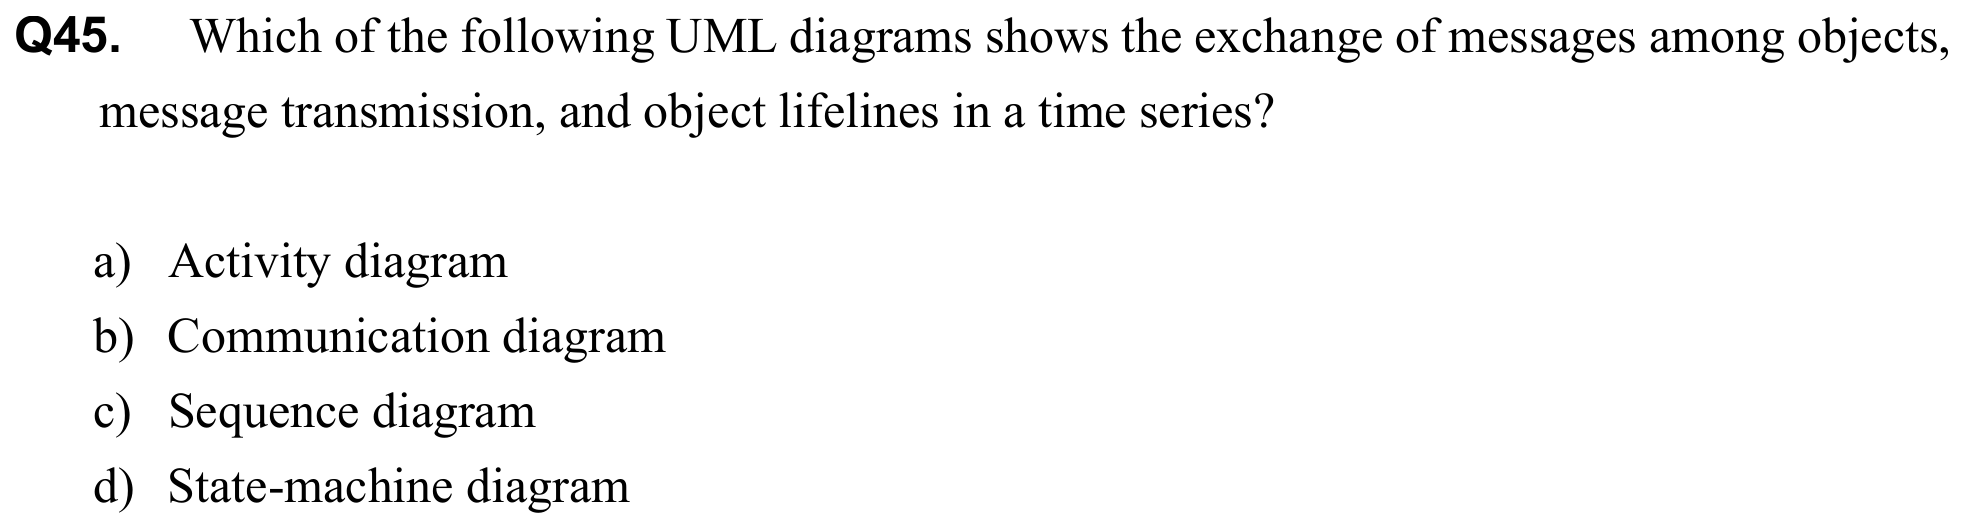 Q45. Which of the following UML diagrams shows the exchange of messages among objects,
message transmission, and object lifelines in a time series?
a) Activity diagram
b) Communication diagram
c) Sequence diagram
d) State-machine diagram